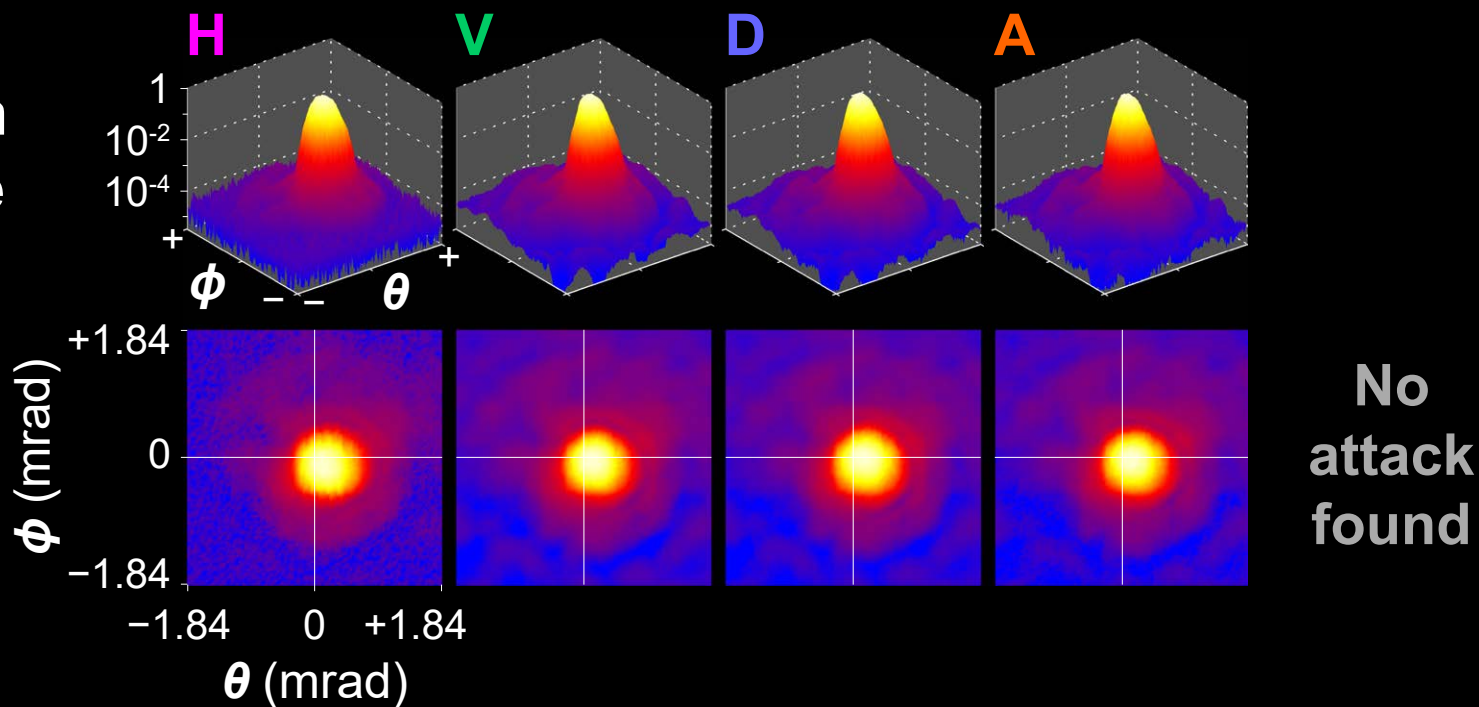 H V D A
1
10⁻²
10⁻⁴
+ +
ϕ − − θ
+1.84
0
−1.84
ϕ (mrad)
−1.84 0 +1.84
θ (mrad)
No
attack
found